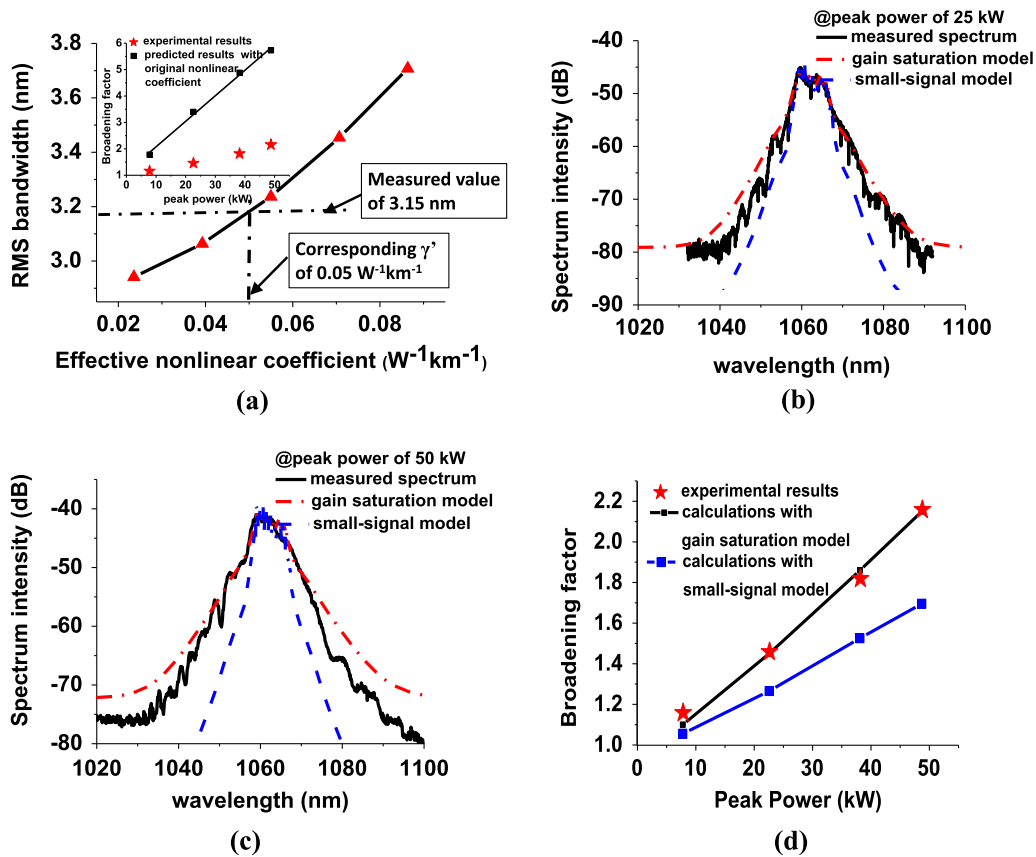 3.8
3.6
3.4
3.2
3.0
RMS bandwidth (nm)
6
5
4
3
2
1
Broadening factor
experimental results
predicted results with
original nonlinear
coefficient
0 10 20 30 40 50
peak power (kW)
Measured value
of 3.15 nm
Corresponding γ'
of 0.05 W-1km-1
0.02 0.04 0.06 0.08
Effective nonlinear coefficient (W-1km-1)
(a)
@peak power of 25 kW
measured spectrum
gain saturation model
small-signal model
-40
-50
-60
-70
-80
-90
Spectrum intensity (dB)
1020 1040 1060 1080 1100
wavelength (nm)
(b)
@peak power of 50 kW
measured spectrum
gain saturation model
small-signal model
-30
-40
-50
-60
-70
-80
Spectrum intensity (dB)
1020 1040 1060 1080 1100
wavelength (nm)
(c)
experimental results
calculations with
gain saturation model
calculations with
small-signal model
2.2
2.0
1.8
1.6
1.4
1.2
1.0
Broadening factor
0 10 20 30 40 50
Peak Power (kW)
(d)